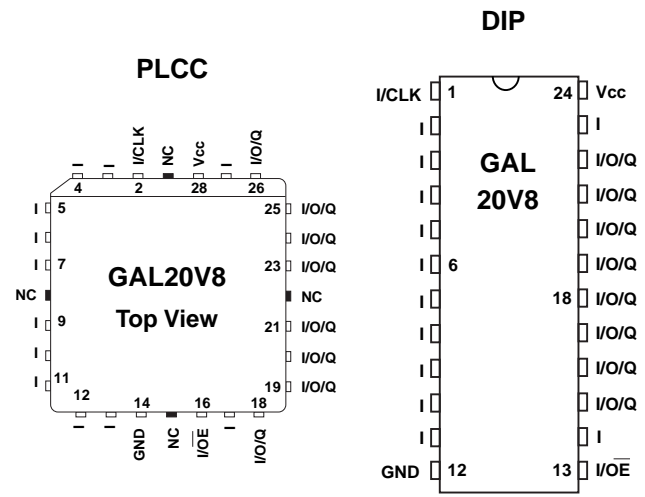 PLCC
I I I/CLK NC Vcc I I/O/Q
4 2 28 26
I 5 25 I/O/Q
I I/O/Q
I 7 23 I/O/Q
NC NC
GAL20V8
Top View
I 9 21 I/O/Q
I I/O/Q
I 11 19 I/O/Q
12 14 16 18
I I GND NC I/OE I I/O/Q
DIP
I/CLK 1 24 Vcc
I I
I I/O/Q
GAL
20V8
I I/O/Q
I I/O/Q
I 6 I/O/Q
I 18 I/O/Q
I I/O/Q
I I/O/Q
I I/O/Q
I I
GND 12 13 I/OE